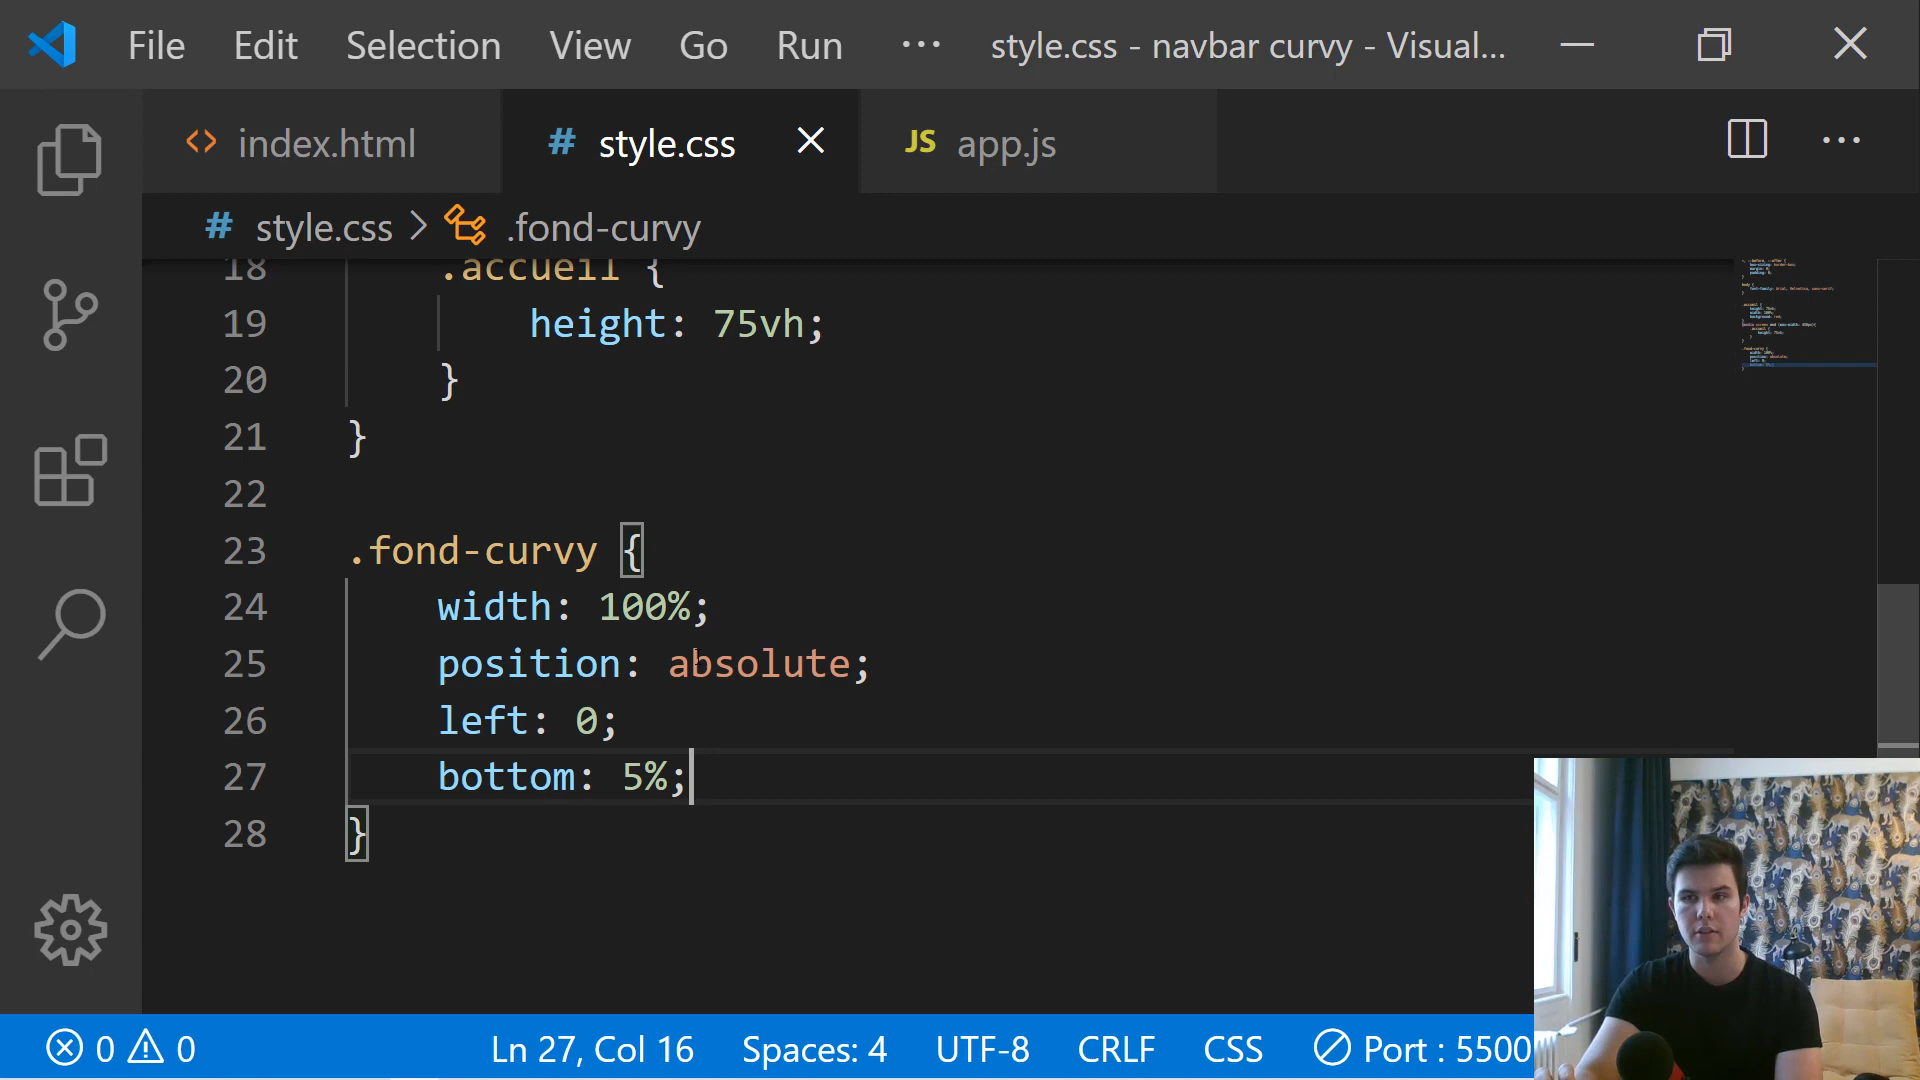 File Edit Selection View Go Run ··· style.css - navbar curvy - Visual...
<> index.html # style.css JS app.js ···
# style.css > .fond-curvy
18 .accueil {
19 height: 75vh;
20 }
21 }
22
23 .fond-curvy {
24 width: 100%;
25 position: absolute;
26 left: 0;
27 bottom: 5%;
28 }
0 0 Ln 27, Col 16 Spaces: 4 UTF-8 CRLF CSS Port : 5500